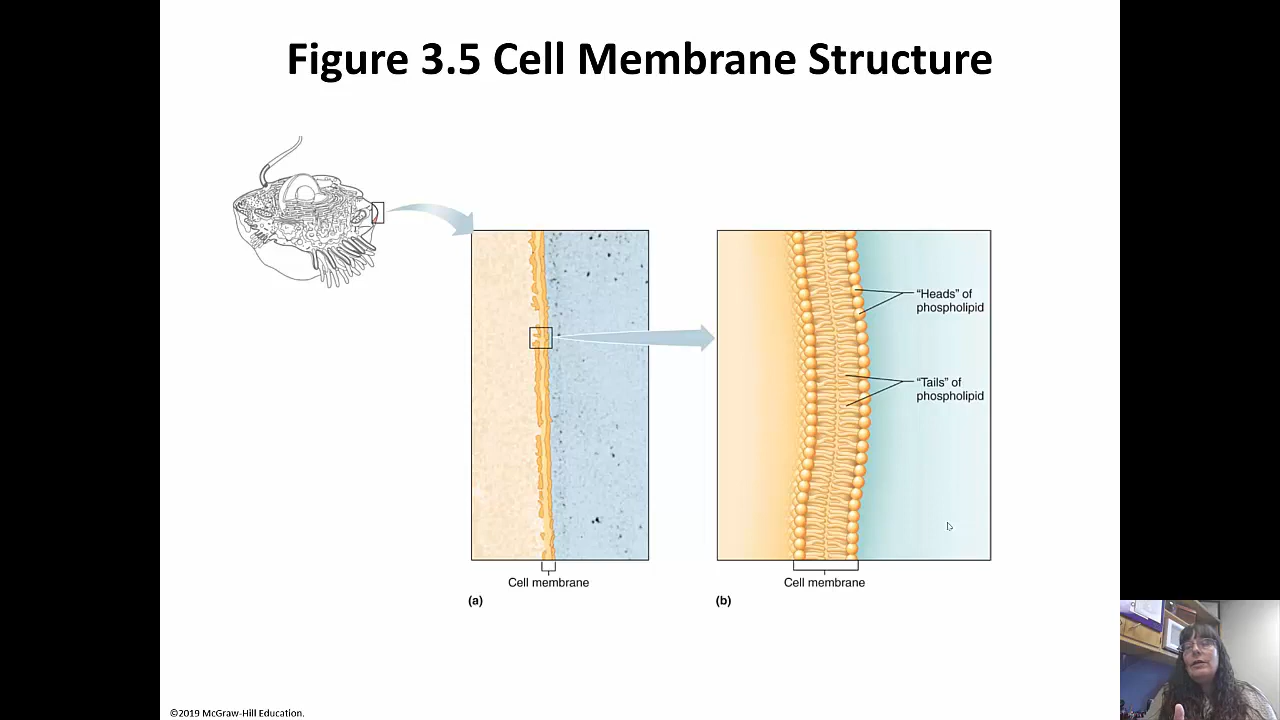 Figure 3.5 Cell Membrane Structure
“Heads” of
phospholipid
“Tails” of
phospholipid
Cell membrane
Cell membrane
(a)
(b)
©2019 McGraw-Hill Education.